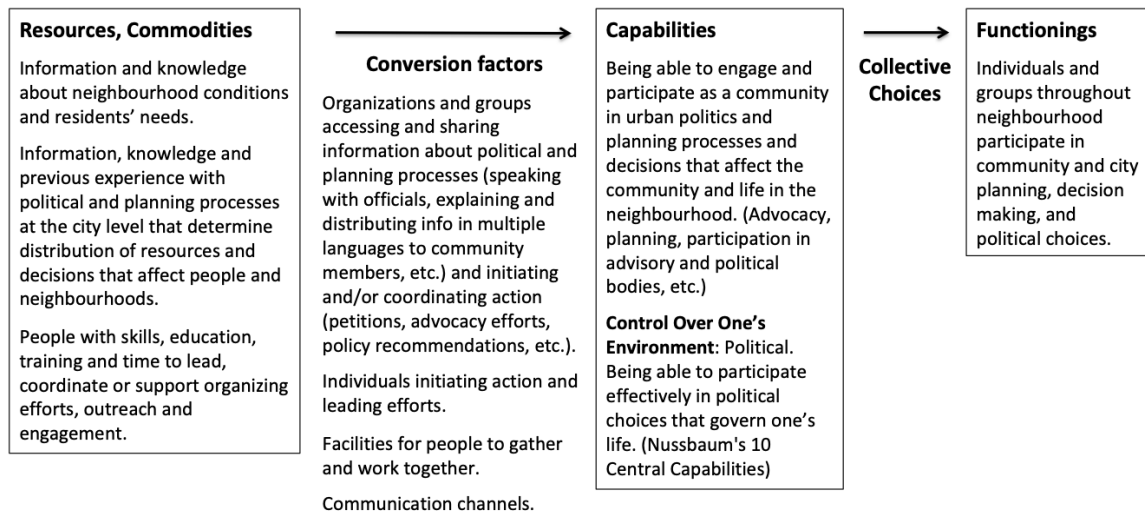 Resources, Commodities
Information and knowledge
about neighbourhood conditions
and residents’ needs.
Information, knowledge and
previous experience with
political and planning processes
at the city level that determine
distribution of resources and
decisions that affect people and
neighbourhoods.
People with skills, education,
training and time to lead,
coordinate or support organizing
efforts, outreach and
engagement.
Conversion factors
Organizations and groups
accessing and sharing
information about political and
planning processes (speaking
with officials, explaining and
distributing info in multiple
languages to community
members, etc.) and initiating
and/or coordinating action
(petitions, advocacy efforts,
policy recommendations, etc.).
Individuals initiating action and
leading efforts.
Facilities for people to gather
and work together.
Communication channels.
Capabilities
Being able to engage and
participate as a community
in urban politics and
planning processes and
decisions that affect the
community and life in the
neighbourhood. (Advocacy,
planning, participation in
advisory and political
bodies, etc.)
Control Over One’s
Environment: Political.
Being able to participate
effectively in political
choices that govern one’s
life. (Nussbaum's 10
Central Capabilities)
Collective
Choices
Functionings
Individuals and
groups throughout
neighbourhood
participate in
community and city
planning, decision
making, and
political choices.